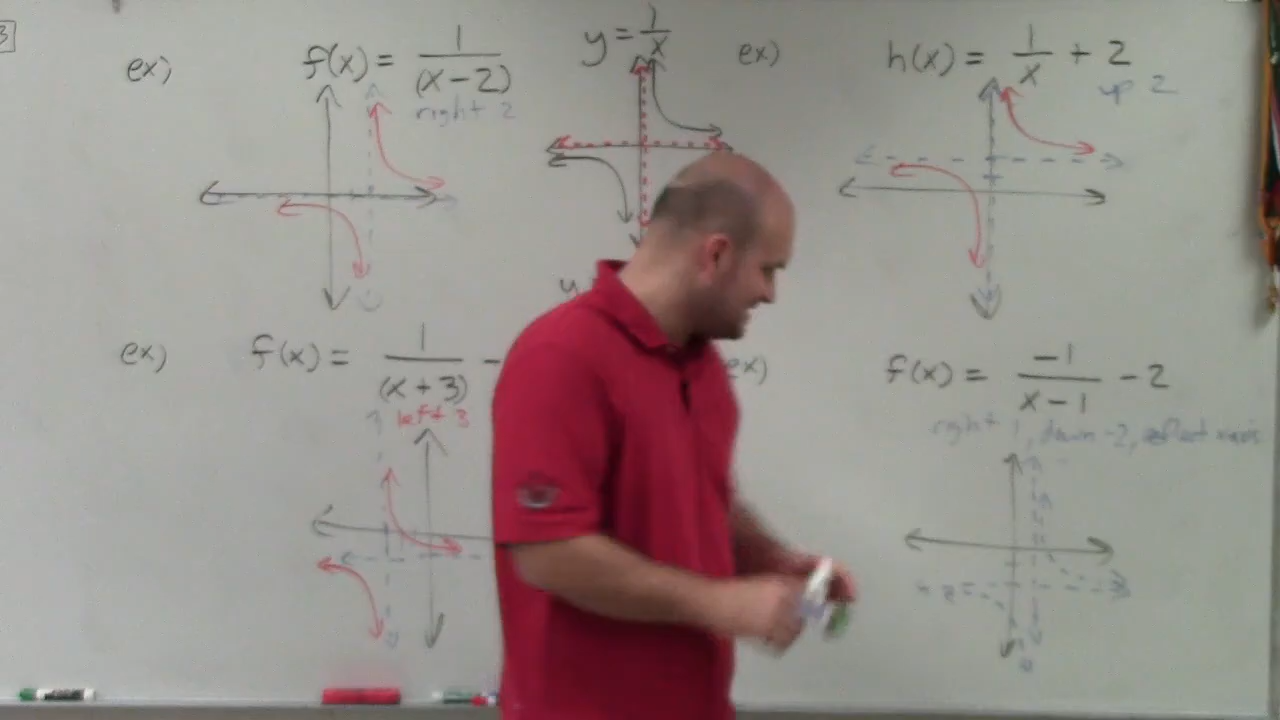 3
ex) f(x) = 1/(x-2)
right 2
y = 1/x
ex) h(x) = 1/x + 2
up 2
y
ex) f(x) = 1/(x+3) -
left 3
ex) f(x) = -1/x-1 -2
right 1, down -2, reflect x-axis